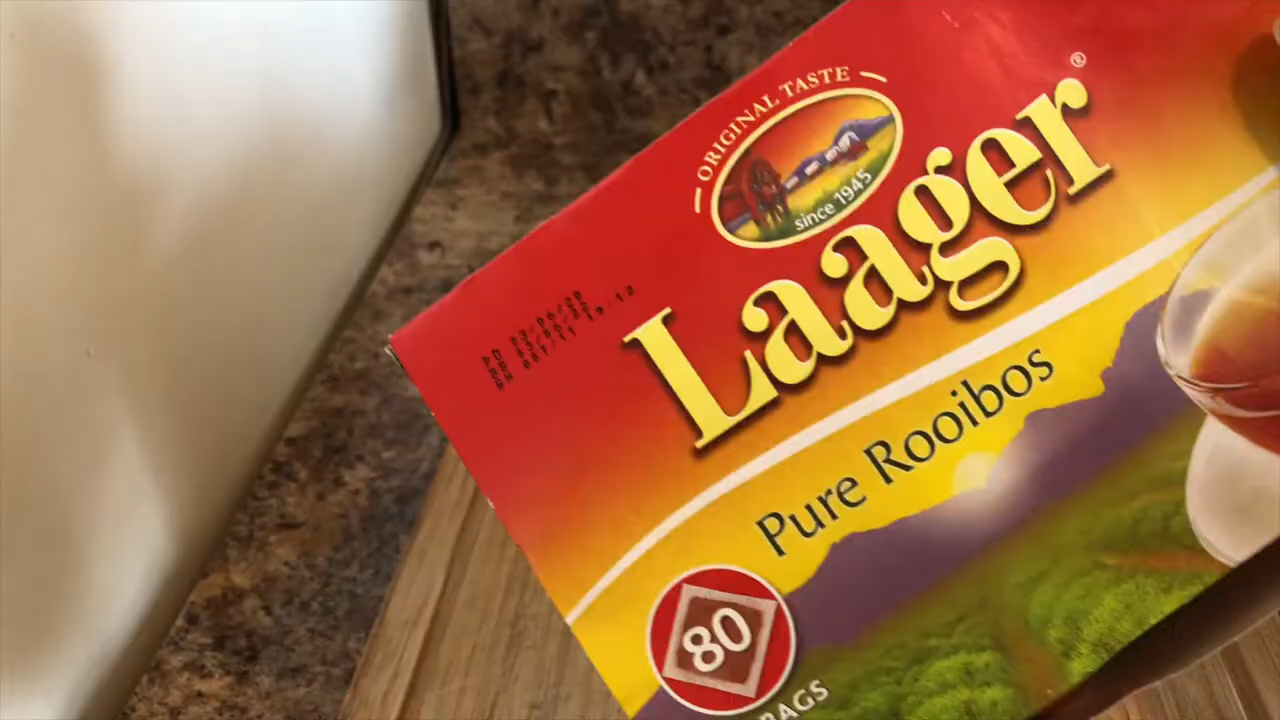 ORIGINAL TASTE
since 1945
Laager®
Pure Rooibos
80
BAGS